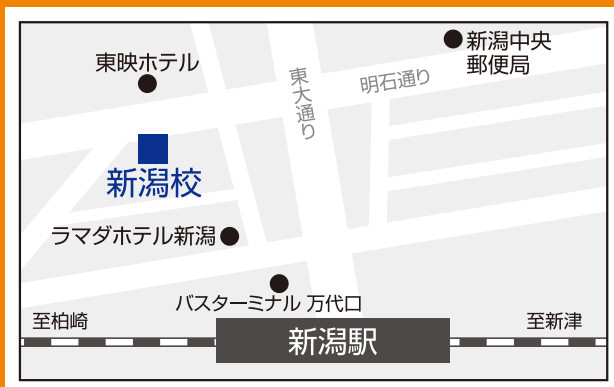 新潟中央
郵便局
東映ホテル
明石通り
東大通り
新潟校
ラマダホテル新潟
バスターミナル 万代口
至柏崎
至新津
新潟駅